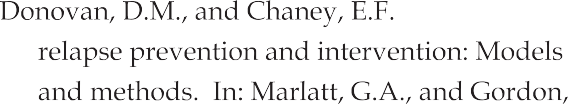 Donovan, D.M., and Chaney, E.F.
relapse prevention and intervention: Models
and methods. In: Marlatt, G.A., and Gordon,